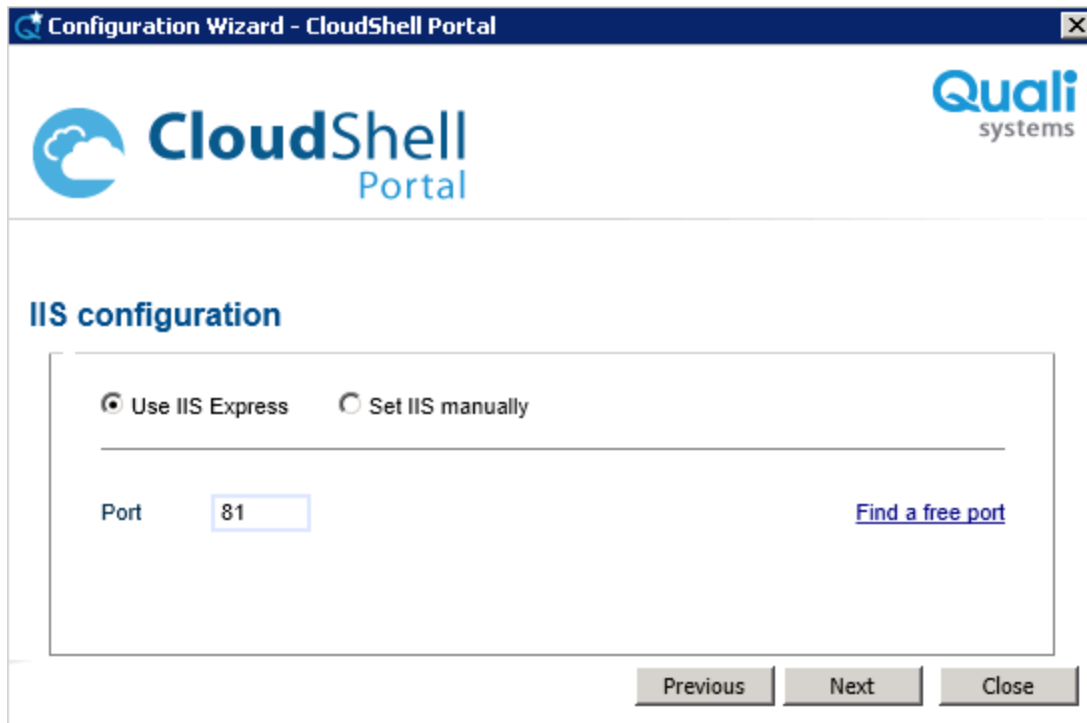 Configuration Wizard - CloudShell Portal
Quali
systems
CloudShell
Portal
IIS configuration
Use IIS Express Set IIS manually
Port 81 Find a free port
Previous Next Close